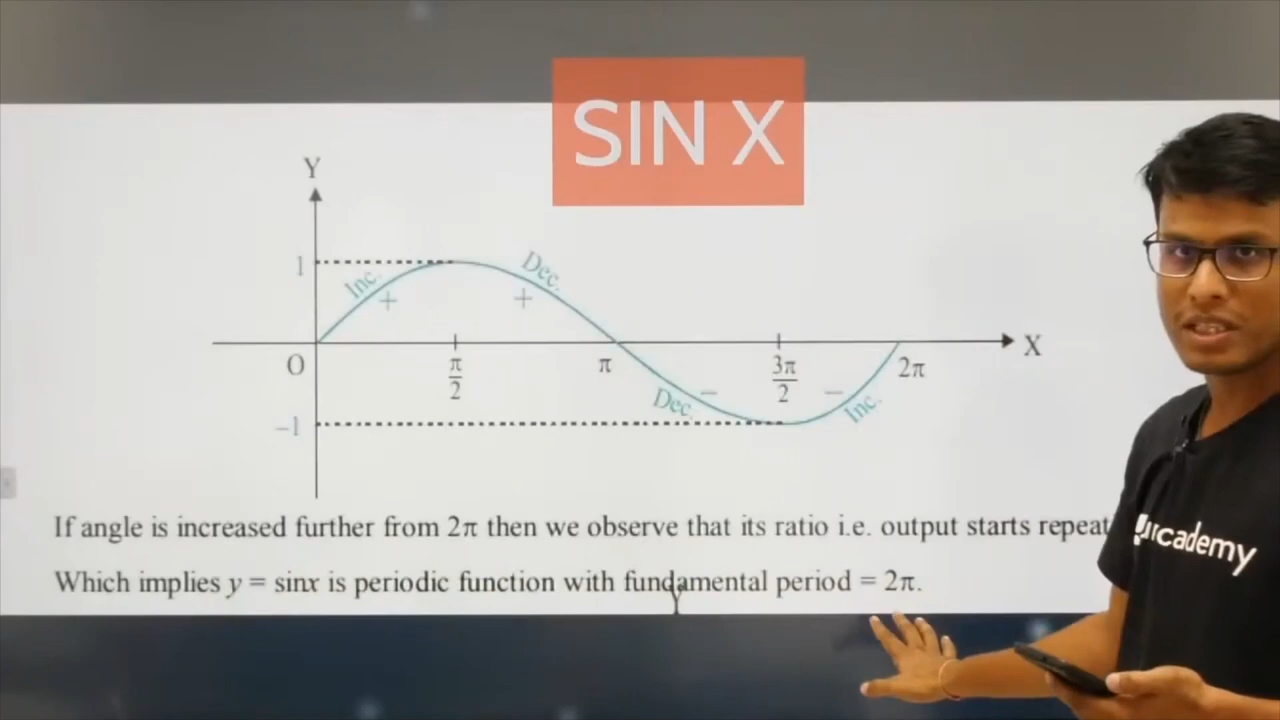 SIN X
Y
1
Inc.
+
Dec.
+
O
π/2
π
3π/2
2π
X
Dec.
−
−
Inc.
−1
If angle is increased further from 2π then we observe that its ratio i.e. output starts repeat
Which implies y = sinx is periodic function with fundamental period = 2π.